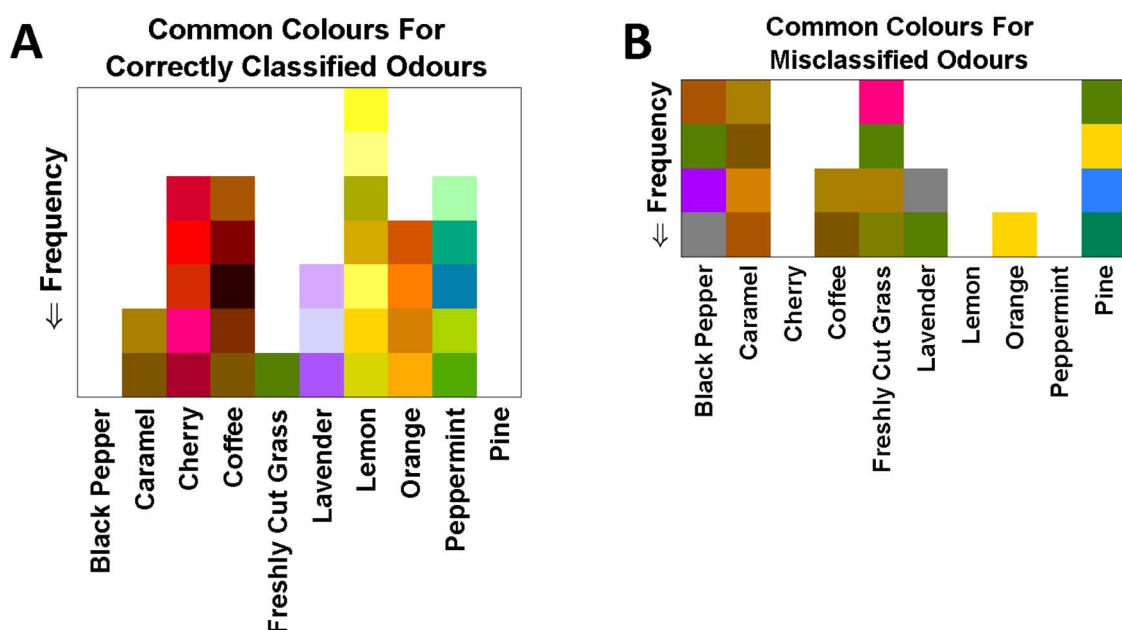 A
Common Colours For
Correctly Classified Odours
⇐ Frequency
Black Pepper
Caramel
Cherry
Coffee
Freshly Cut Grass
Lavender
Lemon
Orange
Peppermint
Pine
B
Common Colours For
Misclassified Odours
⇐ Frequency
Black Pepper
Caramel
Cherry
Coffee
Freshly Cut Grass
Lavender
Lemon
Orange
Peppermint
Pine